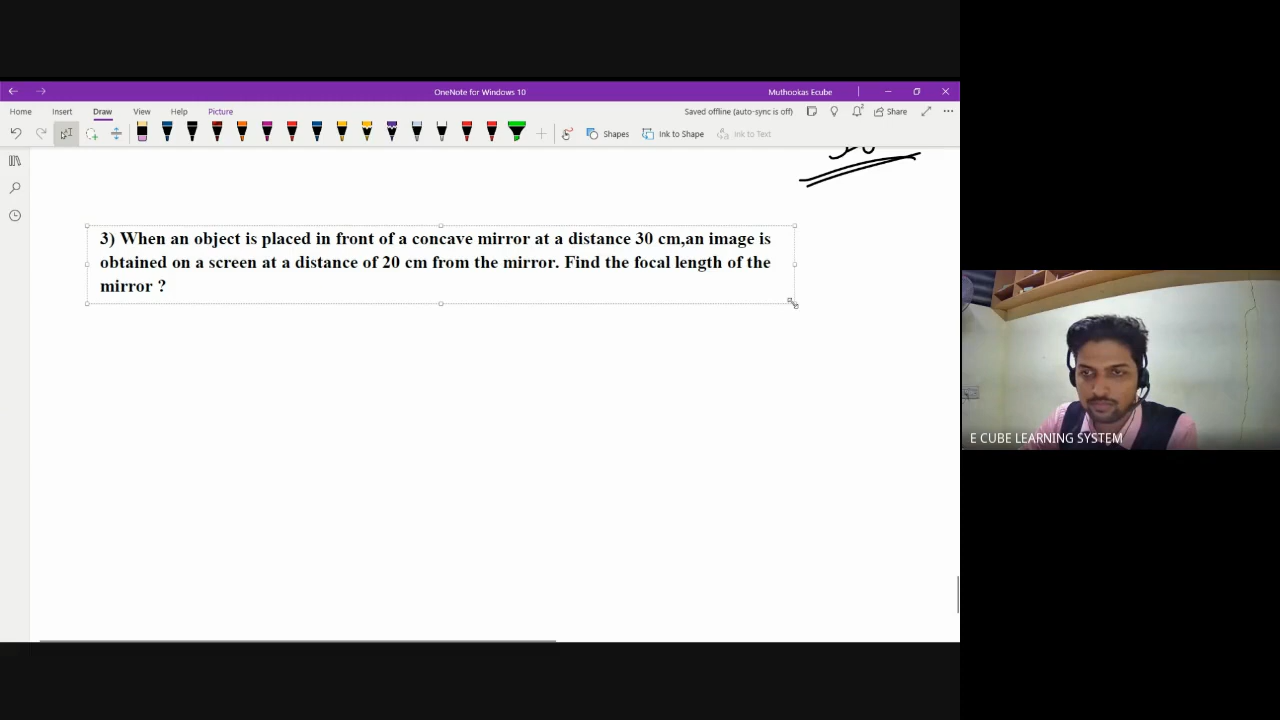 OneNote for Windows 10
Muthookas Ecube
Home Insert Draw View Help Picture
Saved offline (auto-sync is off)
Share
Shapes
Ink to Shape
Ink to Text
3) When an object is placed in front of a concave mirror at a distance 30 cm,an image is
obtained on a screen at a distance of 20 cm from the mirror. Find the focal length of the
mirror ?
E CUBE LEARNING SYSTEM